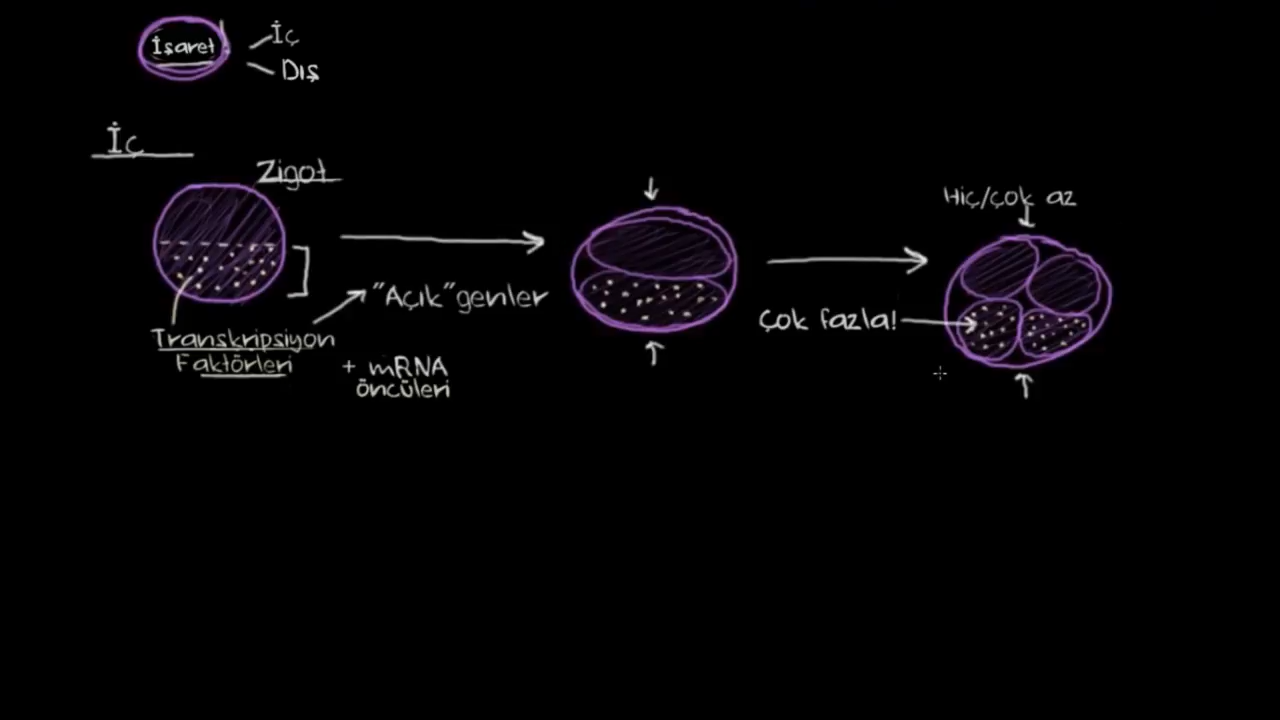 İşaret
İç
Dış
İç
Zigot
Transkripsiyon
Faktörleri
"Açık" genler
+ mRNA
öncüleri
Hiç/çok az
Çok fazla!